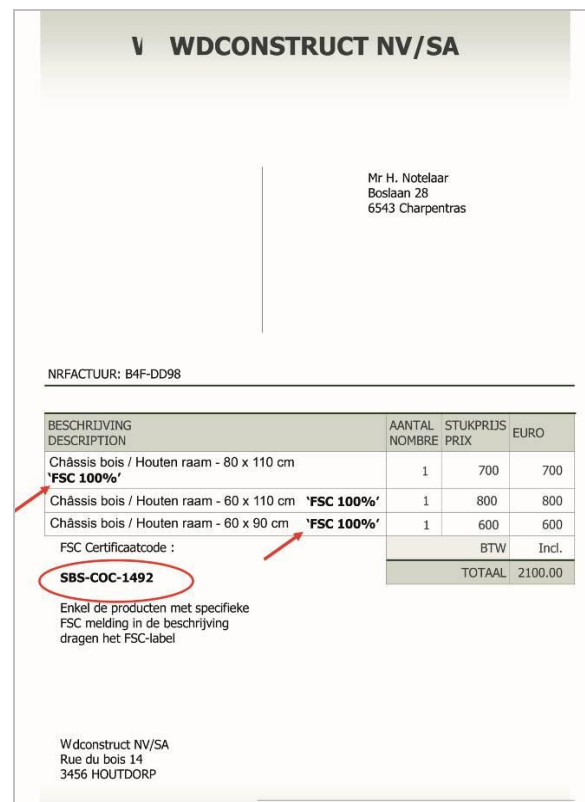 WDCONSTRUCT NV/SA
Mr H. Notelaar
Boslaan 28
6543 Charpentras
NRFACTUUR: B4F-DD98
BESCHRIJVING AANTAL STUKPRIJS EURO
DESCRIPTION NOMBRE PRIX
Châssis bois / Houten raam - 80 x 110 cm 1 700 700
'FSC 100%'
Châssis bois / Houten raam - 60 x 110 cm 'FSC 100%' 1 800 800
Châssis bois / Houten raam - 60 x 90 cm 'FSC 100%' 1 600 600
FSC Certificaatcode : BTW Incl.
SBS-COC-1492 TOTAAL 2100.00
Enkel de producten met specifieke
FSC melding in de beschrijving
dragen het FSC-label
Wdconstruct NV/SA
Rue du bois 14
3456 HOUTDORP